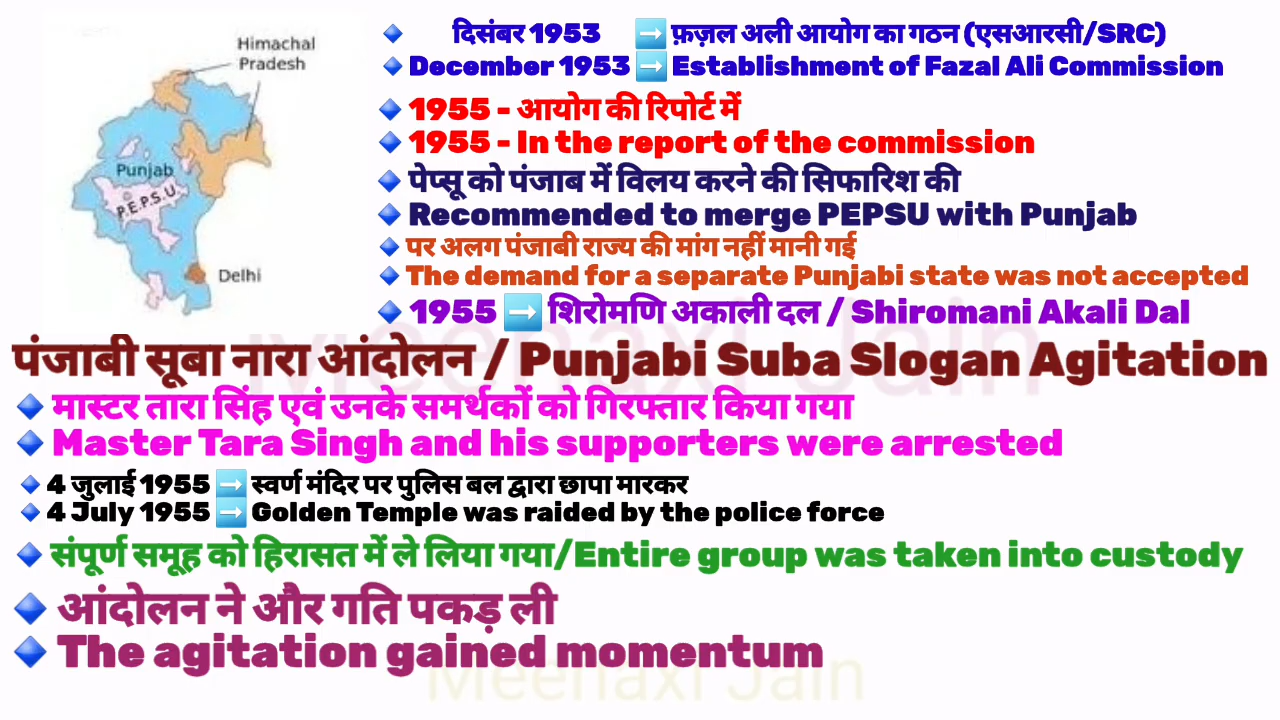 Himachal
Pradesh
Punjab
P.E.P.S.U.
Delhi
दिसंबर 1953 ➡️ फ़ज़ल अली आयोग का गठन (एसआरसी/SRC)
December 1953 ➡️ Establishment of Fazal Ali Commission
1955 - आयोग की रिपोर्ट में
1955 - In the report of the commission
पेप्सू को पंजाब में विलय करने की सिफारिश की
Recommended to merge PEPSU with Punjab
पर अलग पंजाबी राज्य की मांग नहीं मानी गई
The demand for a separate Punjabi state was not accepted
1955 ➡️ शिरोमणि अकाली दल / Shiromani Akali Dal
पंजाबी सूबा नारा आंदोलन / Punjabi Suba Slogan Agitation
मास्टर तारा सिंह एवं उनके समर्थकों को गिरफ्तार किया गया
Master Tara Singh and his supporters were arrested
4 जुलाई 1955 ➡️ स्वर्ण मंदिर पर पुलिस बल द्वारा छापा मारकर
4 July 1955 ➡️ Golden Temple was raided by the police force
संपूर्ण समूह को हिरासत में ले लिया गया/Entire group was taken into custody
आंदोलन ने और गति पकड़ ली
The agitation gained momentum
Meenaxi Jain
Meenaxi Jain